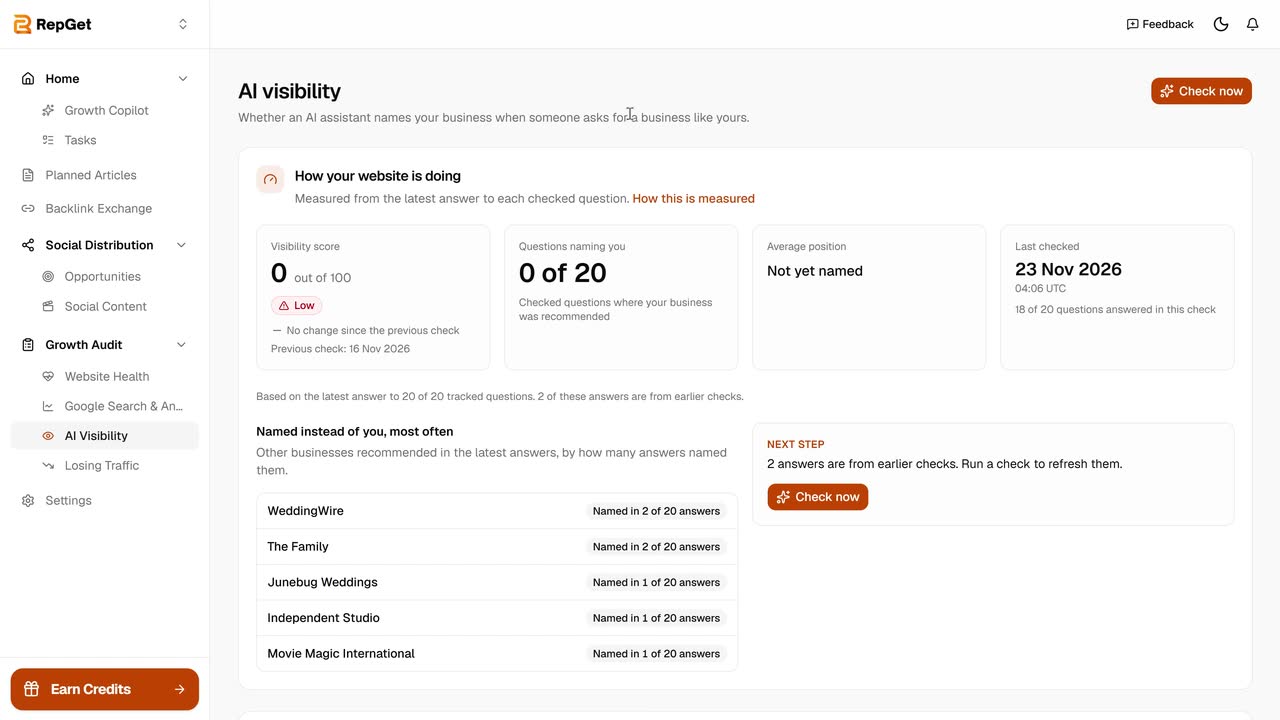 RepGet
Feedback
Home
Growth Copilot
Tasks
Planned Articles
Backlink Exchange
Social Distribution
Opportunities
Social Content
Growth Audit
Website Health
Google Search & An...
AI Visibility
Losing Traffic
Settings
Earn Credits
AI visibility
Check now
Whether an AI assistant names your business when someone asks for a business like yours.
How your website is doing
Measured from the latest answer to each checked question. How this is measured
Visibility score
0 out of 100
Low
No change since the previous check
Previous check: 16 Nov 2026
Questions naming you
0 of 20
Checked questions where your business
was recommended
Average position
Not yet named
Last checked
23 Nov 2026
04:06 UTC
18 of 20 questions answered in this check
Based on the latest answer to 20 of 20 tracked questions. 2 of these answers are from earlier checks.
Named instead of you, most often
Other businesses recommended in the latest answers, by how many answers named
them.
WeddingWire Named in 2 of 20 answers
The Family Named in 2 of 20 answers
Junebug Weddings Named in 1 of 20 answers
Independent Studio Named in 1 of 20 answers
Movie Magic International Named in 1 of 20 answers
NEXT STEP
2 answers are from earlier checks. Run a check to refresh them.
Check now